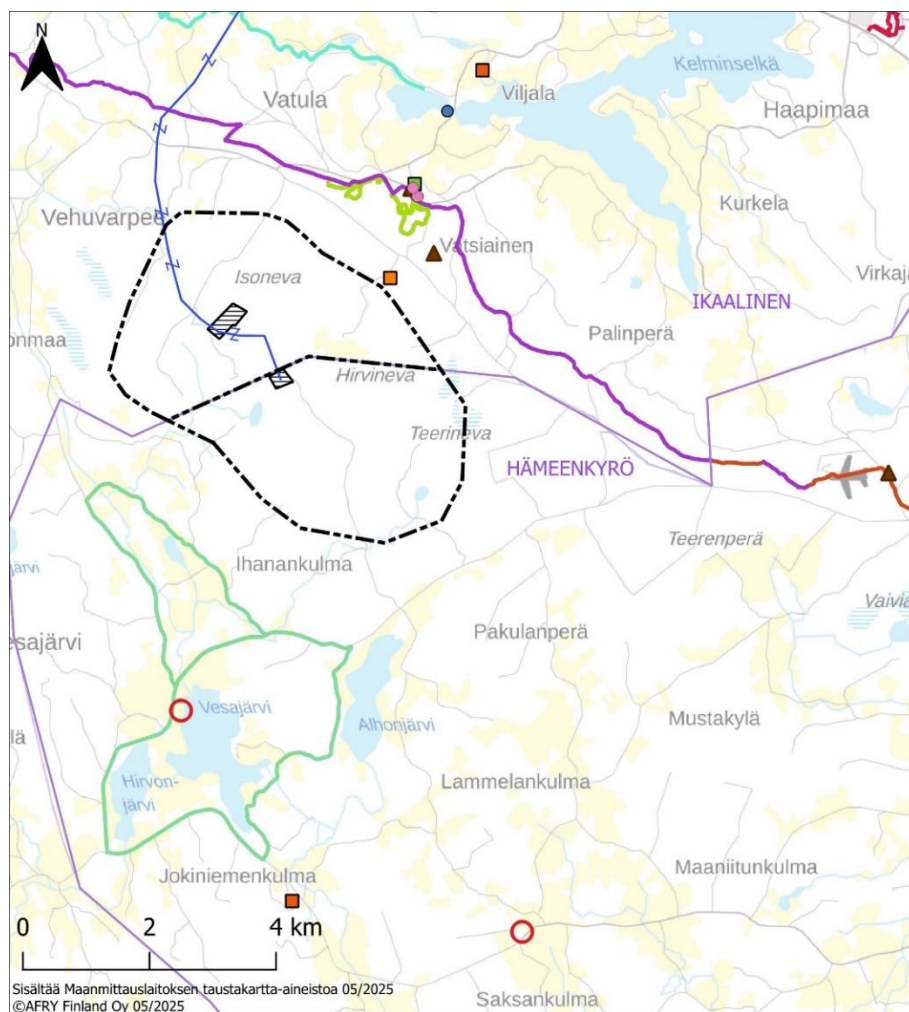 N
Kelminselkä
Viljala
Vatula
Haapimaa
Kurkela
Vehuvarpee
Vatsiainen
Isoneva
Virkaj
IKAALINEN
Palinperä
onmaa
Hirvineva
Teerineva
HÄMEENKYRÖ
Teerenperä
Ihanankulma
järvi
Vaiviä
Pakulanperä
esajärvi
Vesajärvi
Mustakylä
Alhonjärvi
lä
Hirvon-
järvi
Lammelankulma
Maaniitunkulma
Jokiniemenkulma
0 2 4 km
Sisältää Maanmittauslaitoksen taustakartta-aineistoa 05/2025
©AFRY Finland Oy 05/2025
Saksankulma